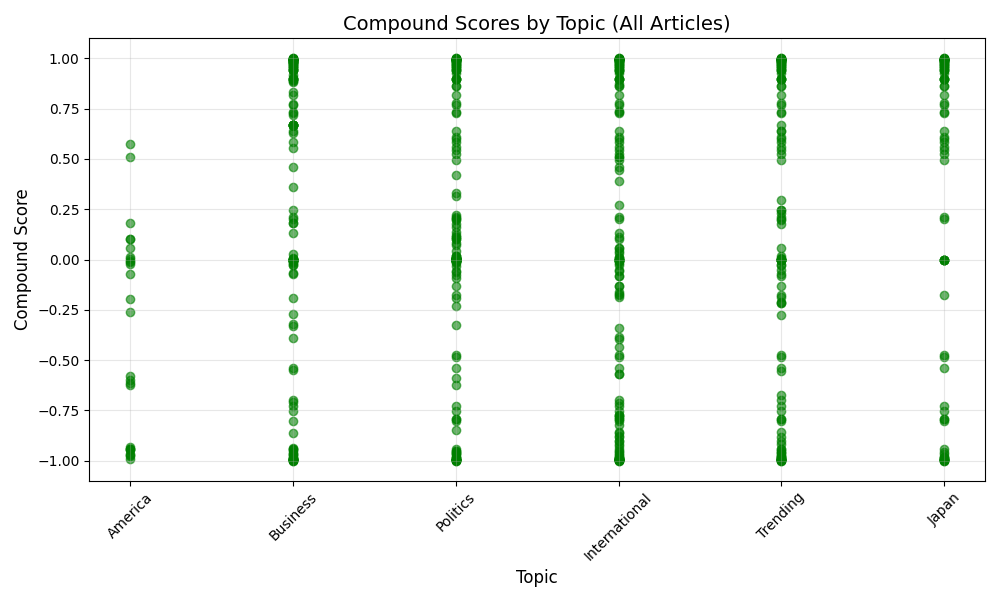 Compound Scores by Topic (All Articles)
Compound Score
1.00
0.75
0.50
0.25
0.00
−0.25
−0.50
−0.75
−1.00
America
Business
Politics
International
Trending
Japan
Topic